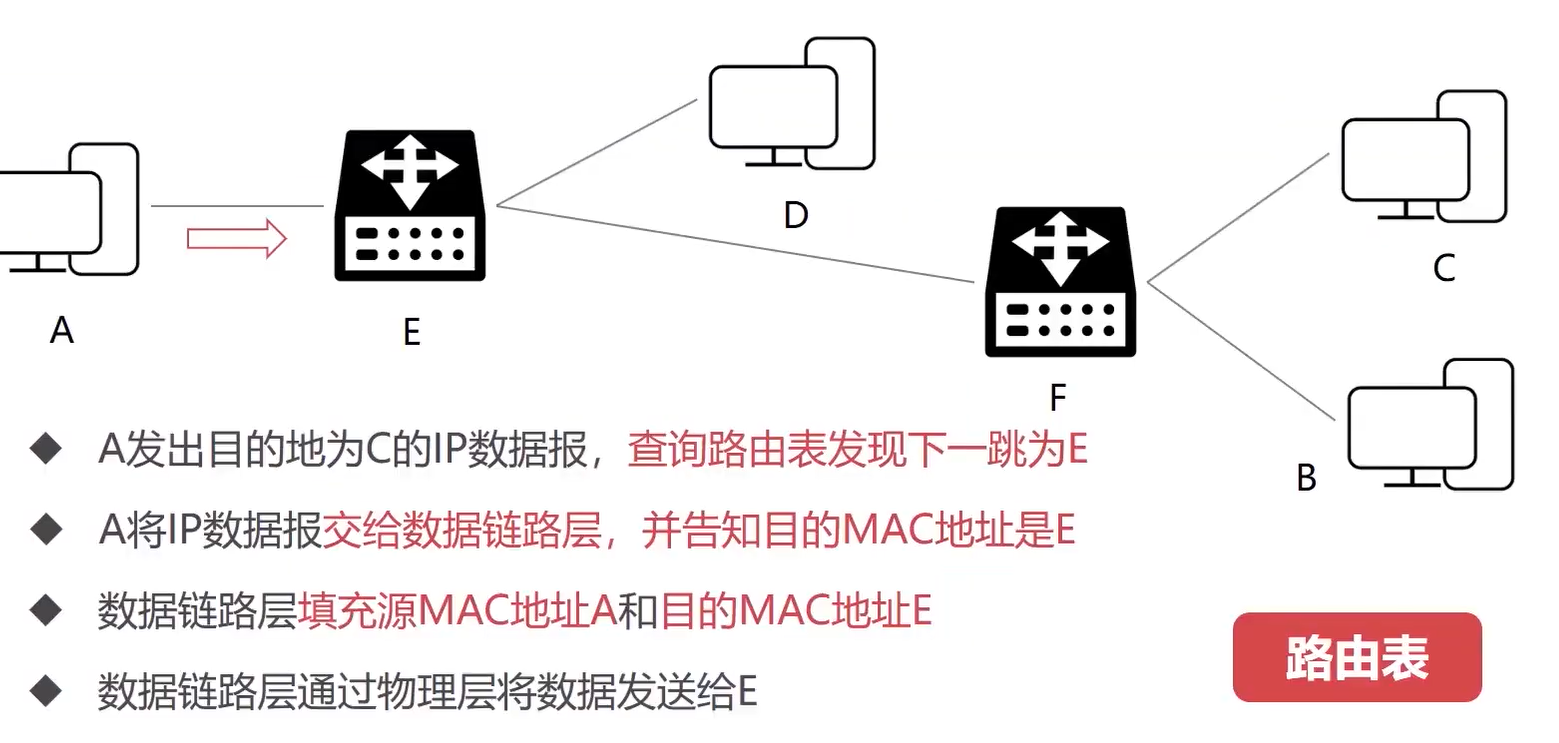 D
C
A
E
F
B
A发出目的地为C的IP数据报，查询路由表发现下一跳为E
A将IP数据报交给数据链路层，并告知目的MAC地址是E
数据链路层填充源MAC地址A和目的MAC地址E
数据链路层通过物理层将数据发送给E
路由表